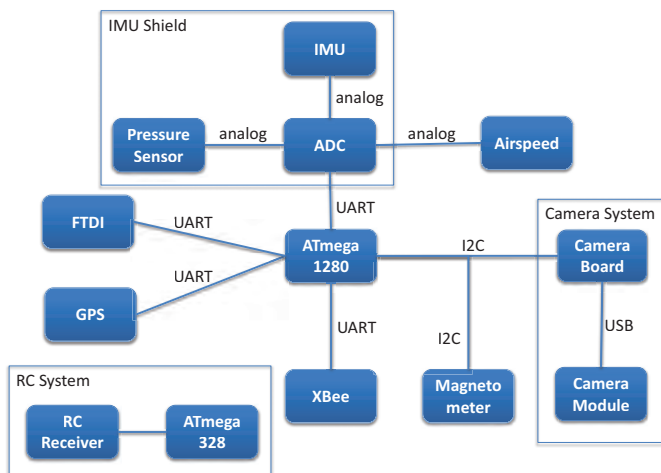 IMU Shield
IMU
analog
Pressure
Sensor
analog
ADC
analog
Airspeed
UART
FTDI
UART
ATmega
1280
I2C
Camera System
Camera
Board
UART
GPS
UART
I2C
USB
RC System
XBee
Magneto
meter
Camera
Module
RC
Receiver
ATmega
328